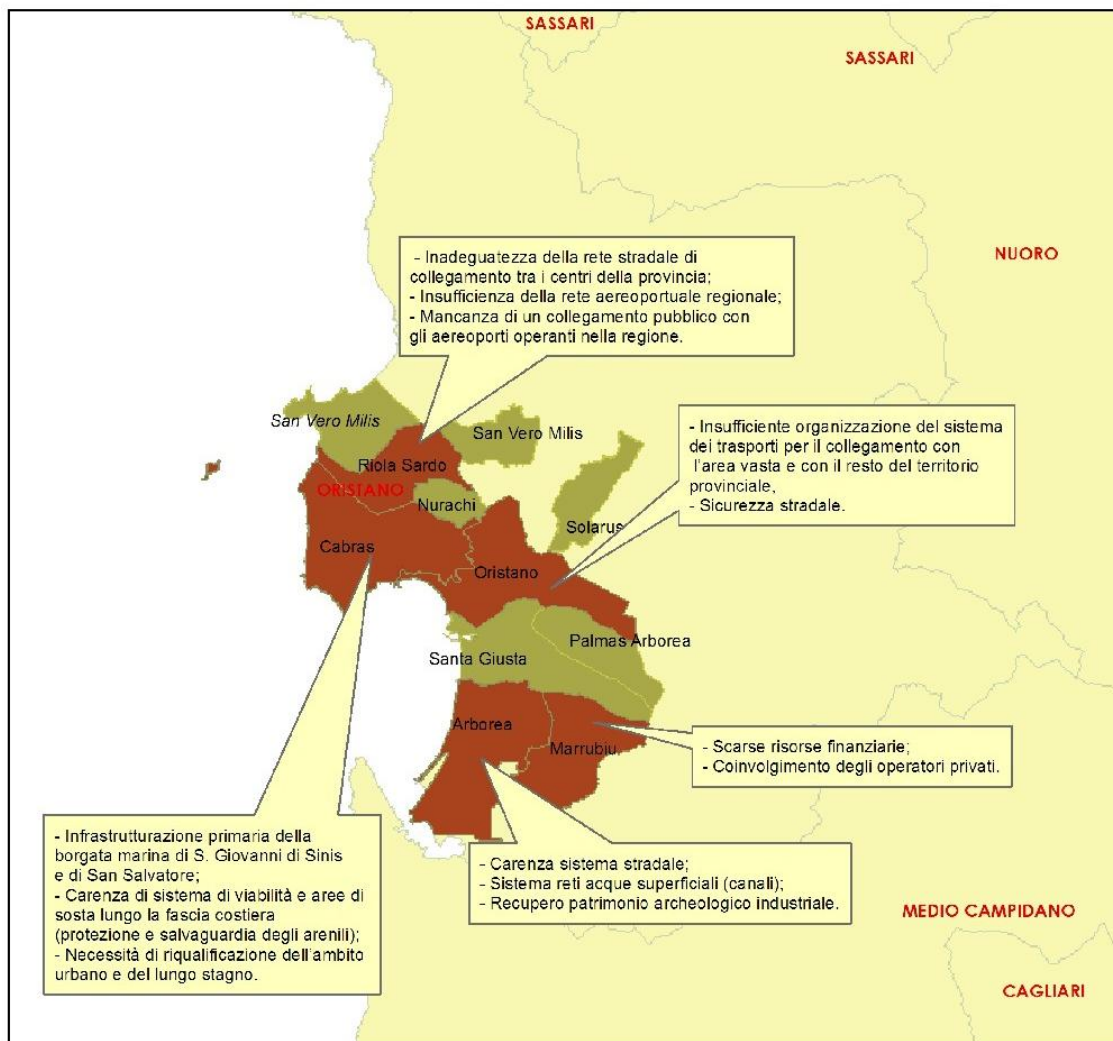 SASSARI
SASSARI
NUORO
- Inadeguatezza della rete stradale di
collegamento tra i centri della provincia;
- Insufficienza della rete aereoportuale regionale;
- Mancanza di un collegamento pubblico con
gli aereoporti operanti nella regione.
San Vero Milis
San Vero Milis
- Insufficiente organizzazione del sistema
dei trasporti per il collegamento con
l'area vasta e con il resto del territorio
provinciale,
- Sicurezza stradale.
Riola Sardo
ORISTANO
Nurachi
Solarus
Cabras
Oristano
Palmas Arborea
Santa Giusta
Arborea
Marrubiu
- Scarse risorse finanziarie;
- Coinvolgimento degli operatori privati.
- Infrastrutturazione primaria della
borgata marina di S. Giovanni di Sinis
e di San Salvatore;
- Carenza di sistema di viabilità e aree di
sosta lungo la fascia costiera
(protezione e salvaguardia degli arenili);
- Necessità di riqualificazione dell'ambito
urbano e del lungo stagno.
- Carenza sistema stradale;
- Sistema reti acque superficiali (canali);
- Recupero patrimonio archeologico industriale.
MEDIO CAMPIDANO
CAGLIARI